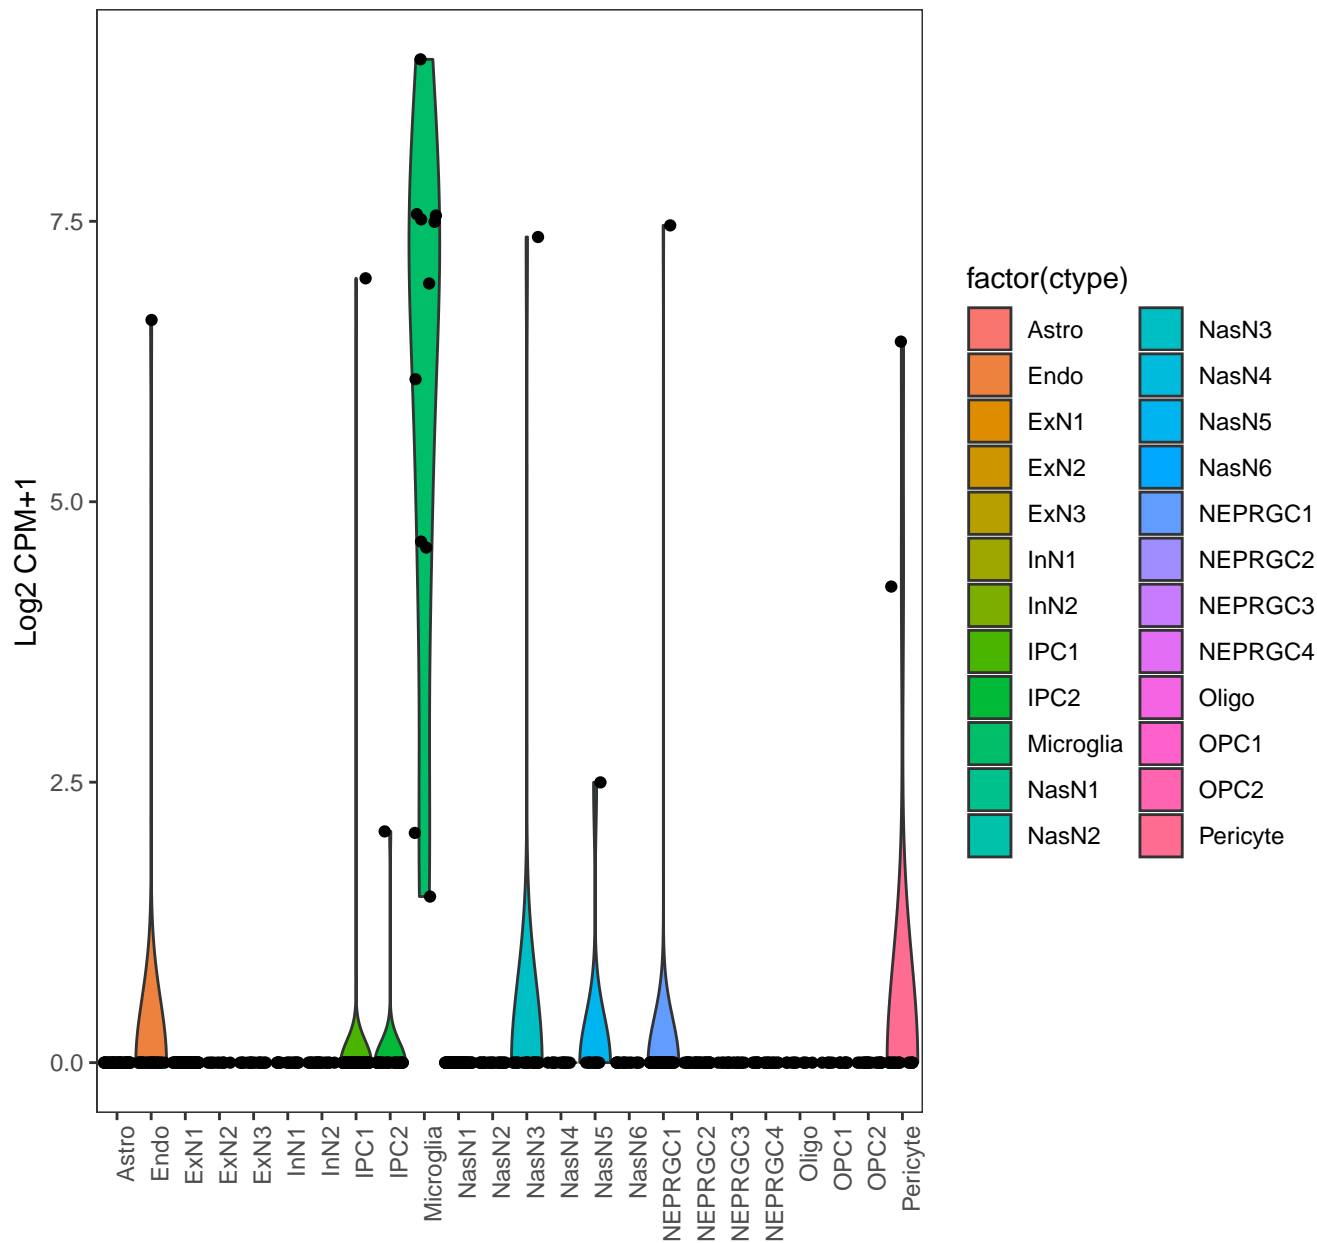 Log2 CPM+1
7.5
5.0
2.5
0.0
Astro
Endo
ExN1
ExN2
ExN3
InN1
InN2
IPC1
IPC2
Microglia
NasN1
NasN2
NasN3
NasN4
NasN5
NasN6
NEPRGC1
NEPRGC2
NEPRGC3
NEPRGC4
Oligo
OPC1
OPC2
Pericyte
factor(ctype)
Astro
Endo
ExN1
ExN2
ExN3
InN1
InN2
IPC1
IPC2
Microglia
NasN1
NasN2
NasN3
NasN4
NasN5
NasN6
NEPRGC1
NEPRGC2
NEPRGC3
NEPRGC4
Oligo
OPC1
OPC2
Pericyte